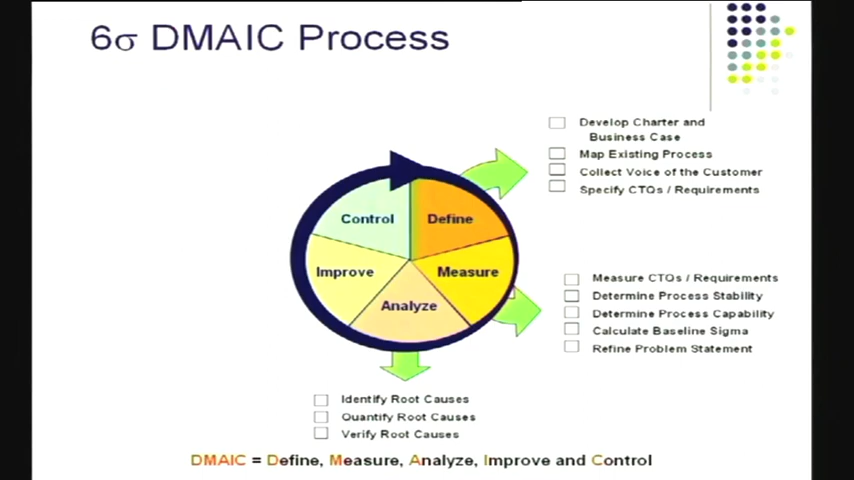 6σ DMAIC Process
Develop Charter and
Business Case
Map Existing Process
Collect Voice of the Customer
Specify CTQs / Requirements
Control
Define
Improve
Measure
Analyze
Measure CTQs / Requirements
Determine Process Stability
Determine Process Capability
Calculate Baseline Sigma
Refine Problem Statement
Identify Root Causes
Quantify Root Causes
Verify Root Causes
DMAIC = Define, Measure, Analyze, Improve and Control